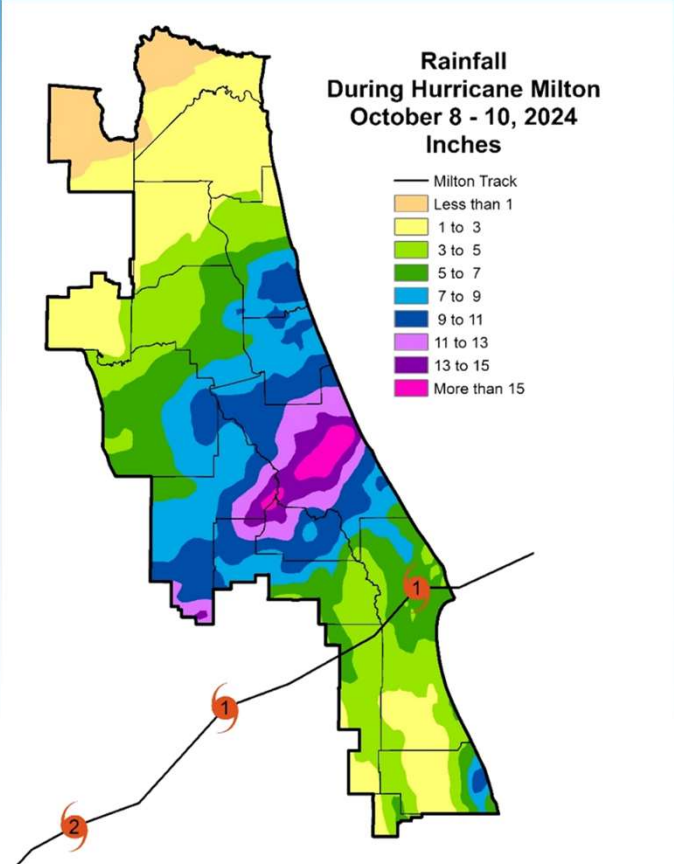 Rainfall
During Hurricane Milton
October 8 - 10, 2024
Inches
Milton Track
Less than 1
1 to 3
3 to 5
5 to 7
7 to 9
9 to 11
11 to 13
13 to 15
More than 15
1
1
2